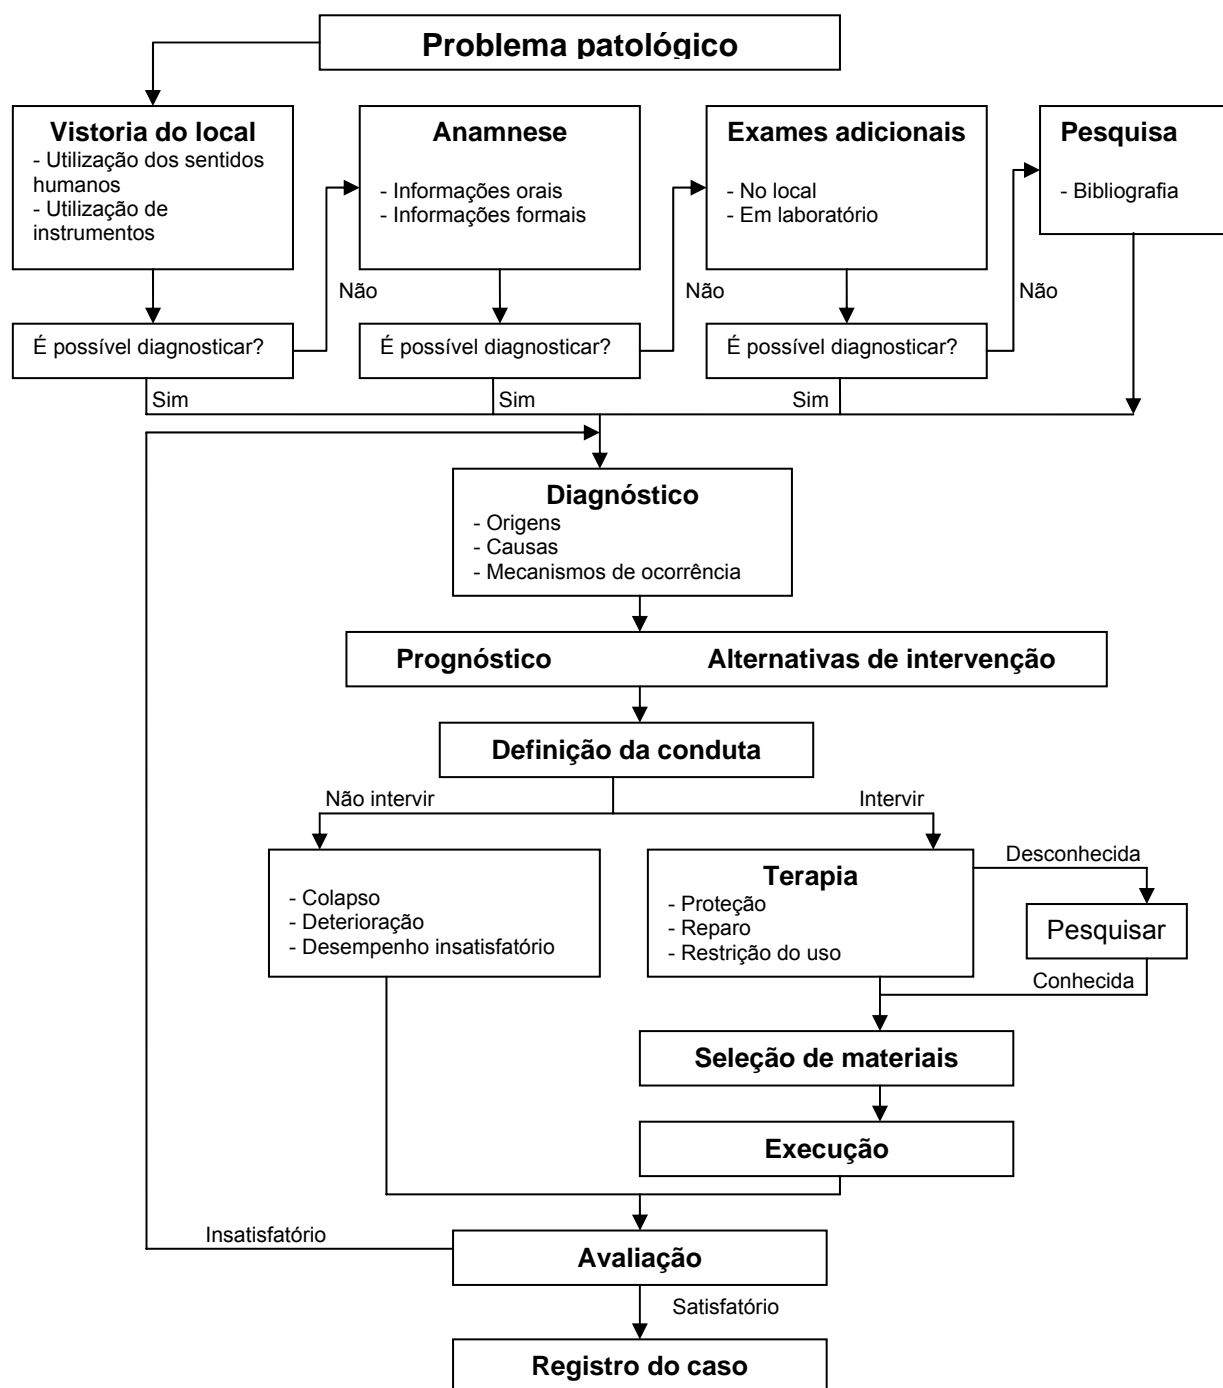 Problema patológico
Vistoria do local
- Utilização dos sentidos
humanos
- Utilização de
instrumentos
Anamnese
- Informações orais
- Informações formais
Exames adicionais
- No local
- Em laboratório
Pesquisa
- Bibliografia
Não
Não
Não
É possível diagnosticar?
É possível diagnosticar?
É possível diagnosticar?
Sim
Sim
Sim
Diagnóstico
- Origens
- Causas
- Mecanismos de ocorrência
Prognóstico
Alternativas de intervenção
Definição da conduta
Não intervir
Intervir
- Colapso
- Deterioração
- Desempenho insatisfatório
Terapia
- Proteção
- Reparo
- Restrição do uso
Desconhecida
Pesquisar
Conhecida
Seleção de materiais
Execução
Insatisfatório
Avaliação
Satisfatório
Registro do caso